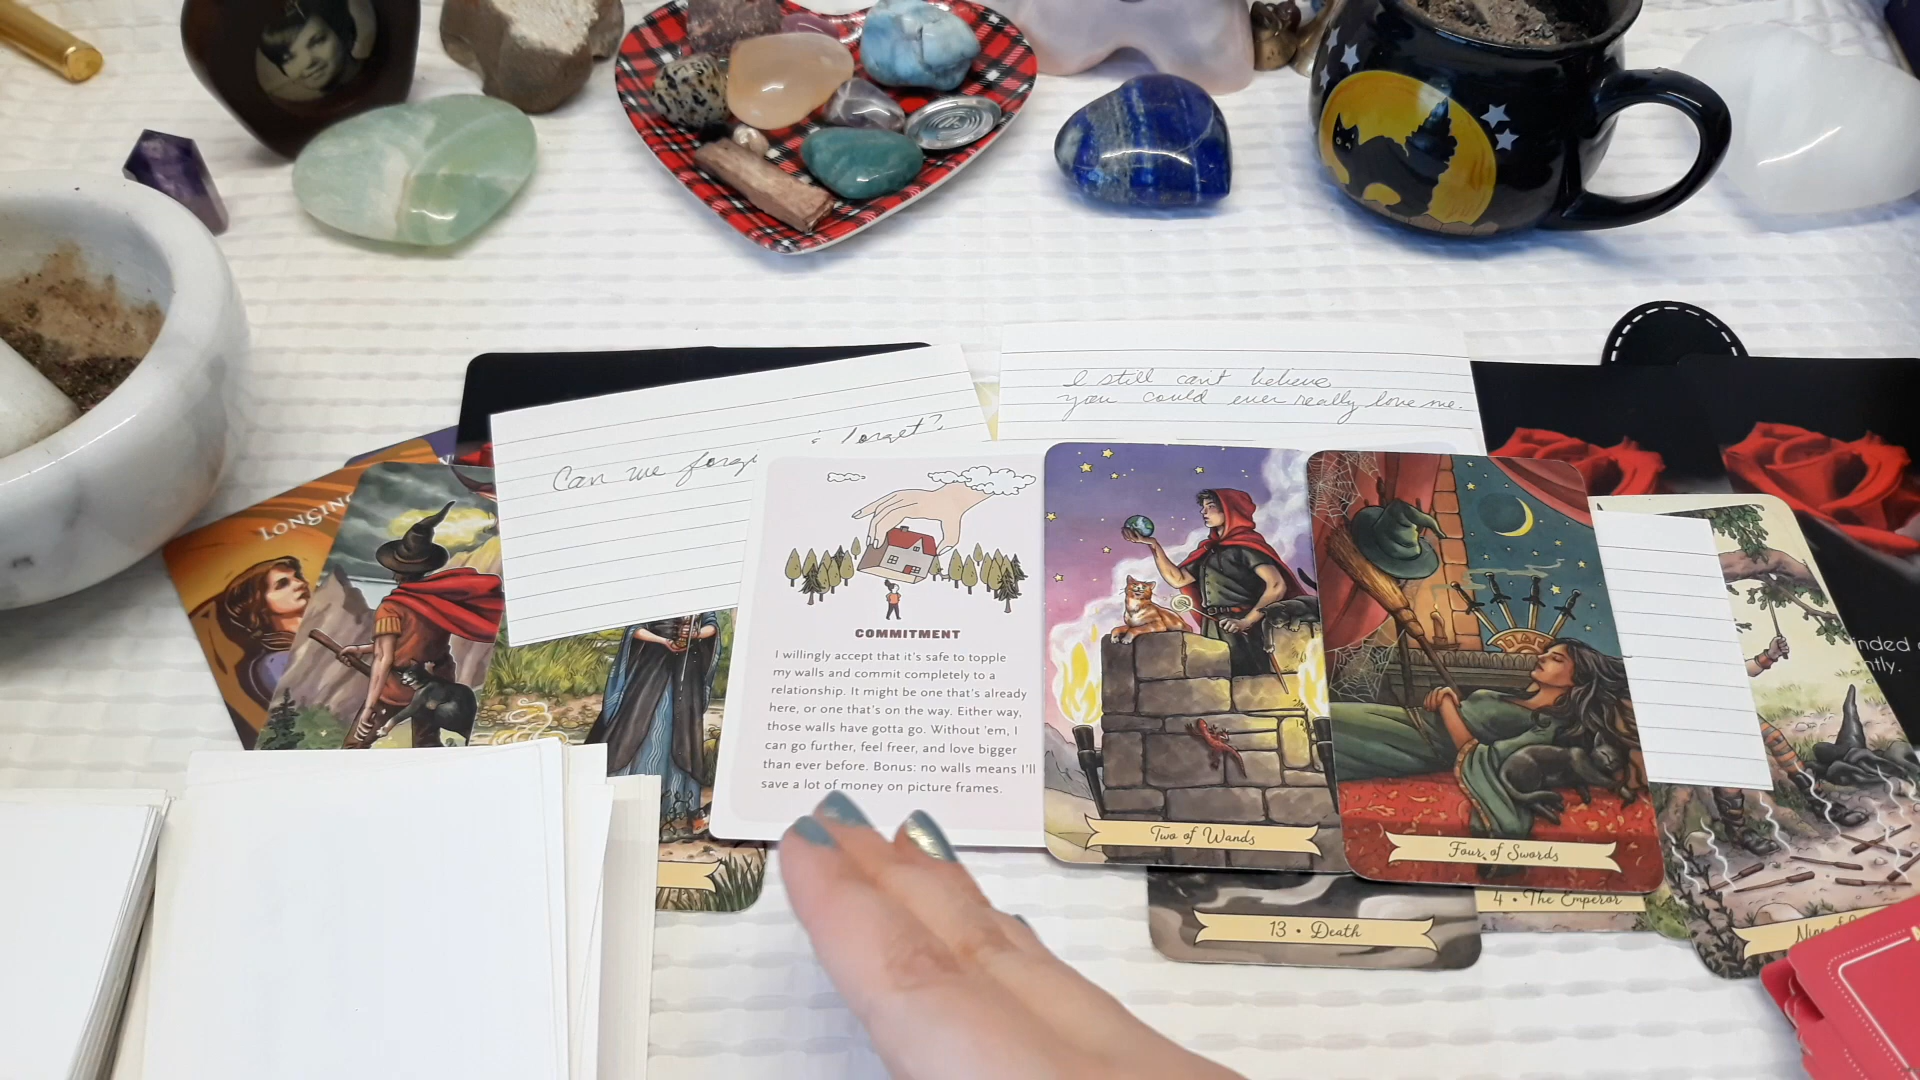 I still can't believe
you could ever really love me.
forget?
Can we
LONGING
COMMITMENT
I willingly accept that it's safe to topple
my walls and commit completely to a
relationship. It might be one that's already
here, or one that's on the way. Either way,
those walls have gotta go. Without 'em, I
can go further, feel freer, and love bigger
than ever before. Bonus: no walls means I'll
save a lot of money on picture frames.
Two of Wands
Four of Swords
4 • The Emperor
13 • Death
Nine of